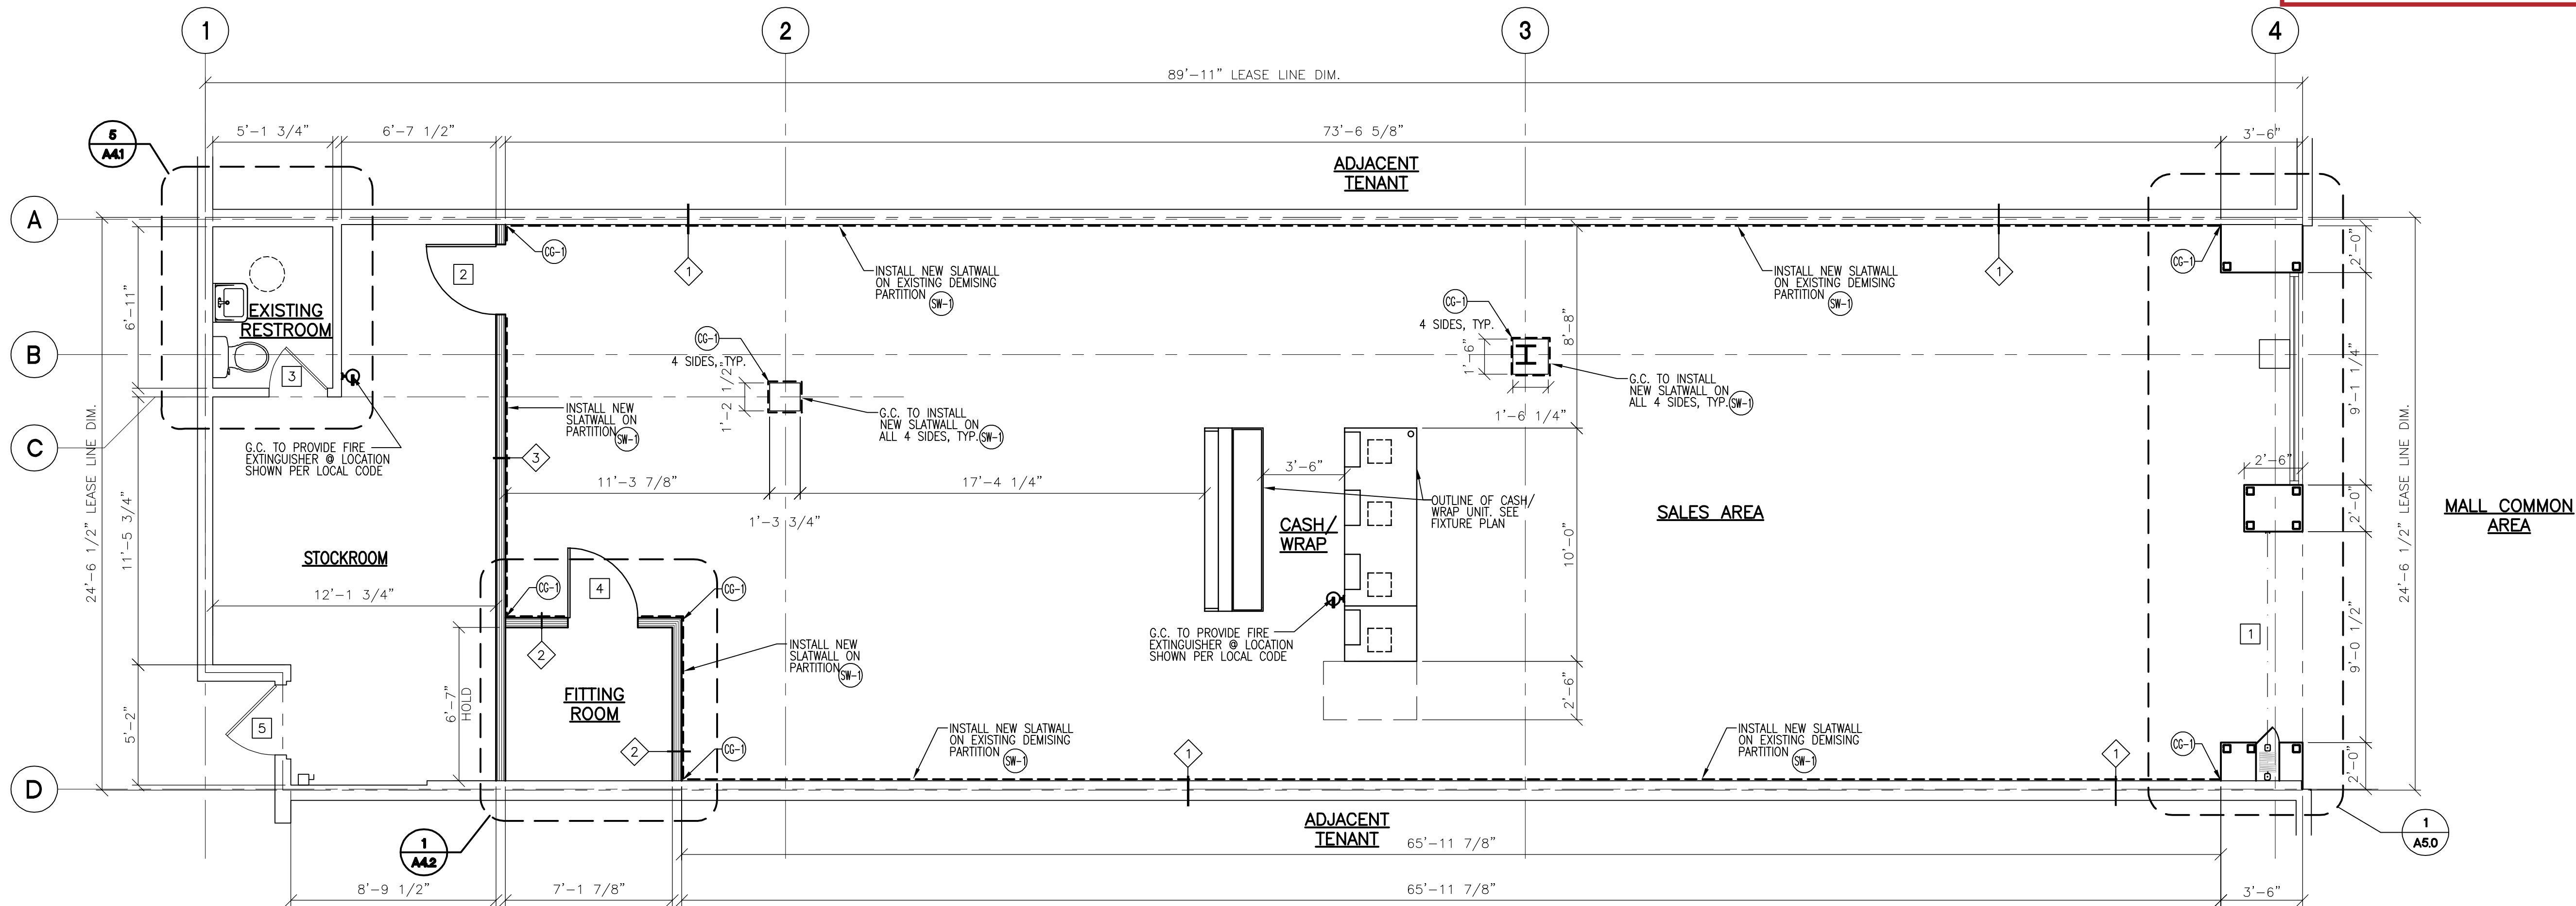 1
2
3
4
89'-11" LEASE LINE DIM.
5'-1 3/4"
6'-7 1/2"
73'-6 5/8"
3'-6"
5
A4.1
ADJACENT
TENANT
A
B
C
D
24'-6 1/2" LEASE LINE DIM.
6'-11"
11'-5 3/4"
5'-2"
EXISTING
RESTROOM
3
2
CG-1
1
INSTALL NEW SLATWALL
ON EXISTING DEMISING
PARTITION SW-1
CG-1
4 SIDES, TYP.
1'-2 1/2"
G.C. TO INSTALL
NEW SLATWALL ON
ALL 4 SIDES, TYP. SW-1
INSTALL NEW
SLATWALL ON
PARTITION SW-1
3
G.C. TO PROVIDE FIRE
EXTINGUISHER @ LOCATION
SHOWN PER LOCAL CODE
11'-3 7/8"
1'-3 3/4"
17'-4 1/4"
3'-6"
CG-1
4 SIDES, TYP.
1'-6"
1'-6 1/4"
8'-8"
G.C. TO INSTALL
NEW SLATWALL ON
ALL 4 SIDES, TYP. SW-1
INSTALL NEW SLATWALL
ON EXISTING DEMISING
PARTITION SW-1
1
CG-1
2'-0"
9'-1 1/4"
2'-6"
2'-0"
9'-0 1/2"
2'-0"
24'-6 1/2" LEASE LINE DIM.
MALL COMMON
AREA
OUTLINE OF CASH/
WRAP UNIT. SEE
FIXTURE PLAN
CASH/
WRAP
SALES AREA
10'-0"
2'-6"
STOCKROOM
12'-1 3/4"
CG-1
4
CG-1
2
6'-7"
HOLD
FITTING
ROOM
INSTALL NEW
SLATWALL ON
PARTITION SW-1
G.C. TO PROVIDE FIRE
EXTINGUISHER @ LOCATION
SHOWN PER LOCAL CODE
1
5
2
CG-1
INSTALL NEW SLATWALL
ON EXISTING DEMISING
PARTITION SW-1
1
INSTALL NEW SLATWALL
ON EXISTING DEMISING
PARTITION SW-1
1
CG-1
1
A4.2
ADJACENT
TENANT
65'-11 7/8"
1
A5.0
8'-9 1/2"
7'-1 7/8"
65'-11 7/8"
3'-6"